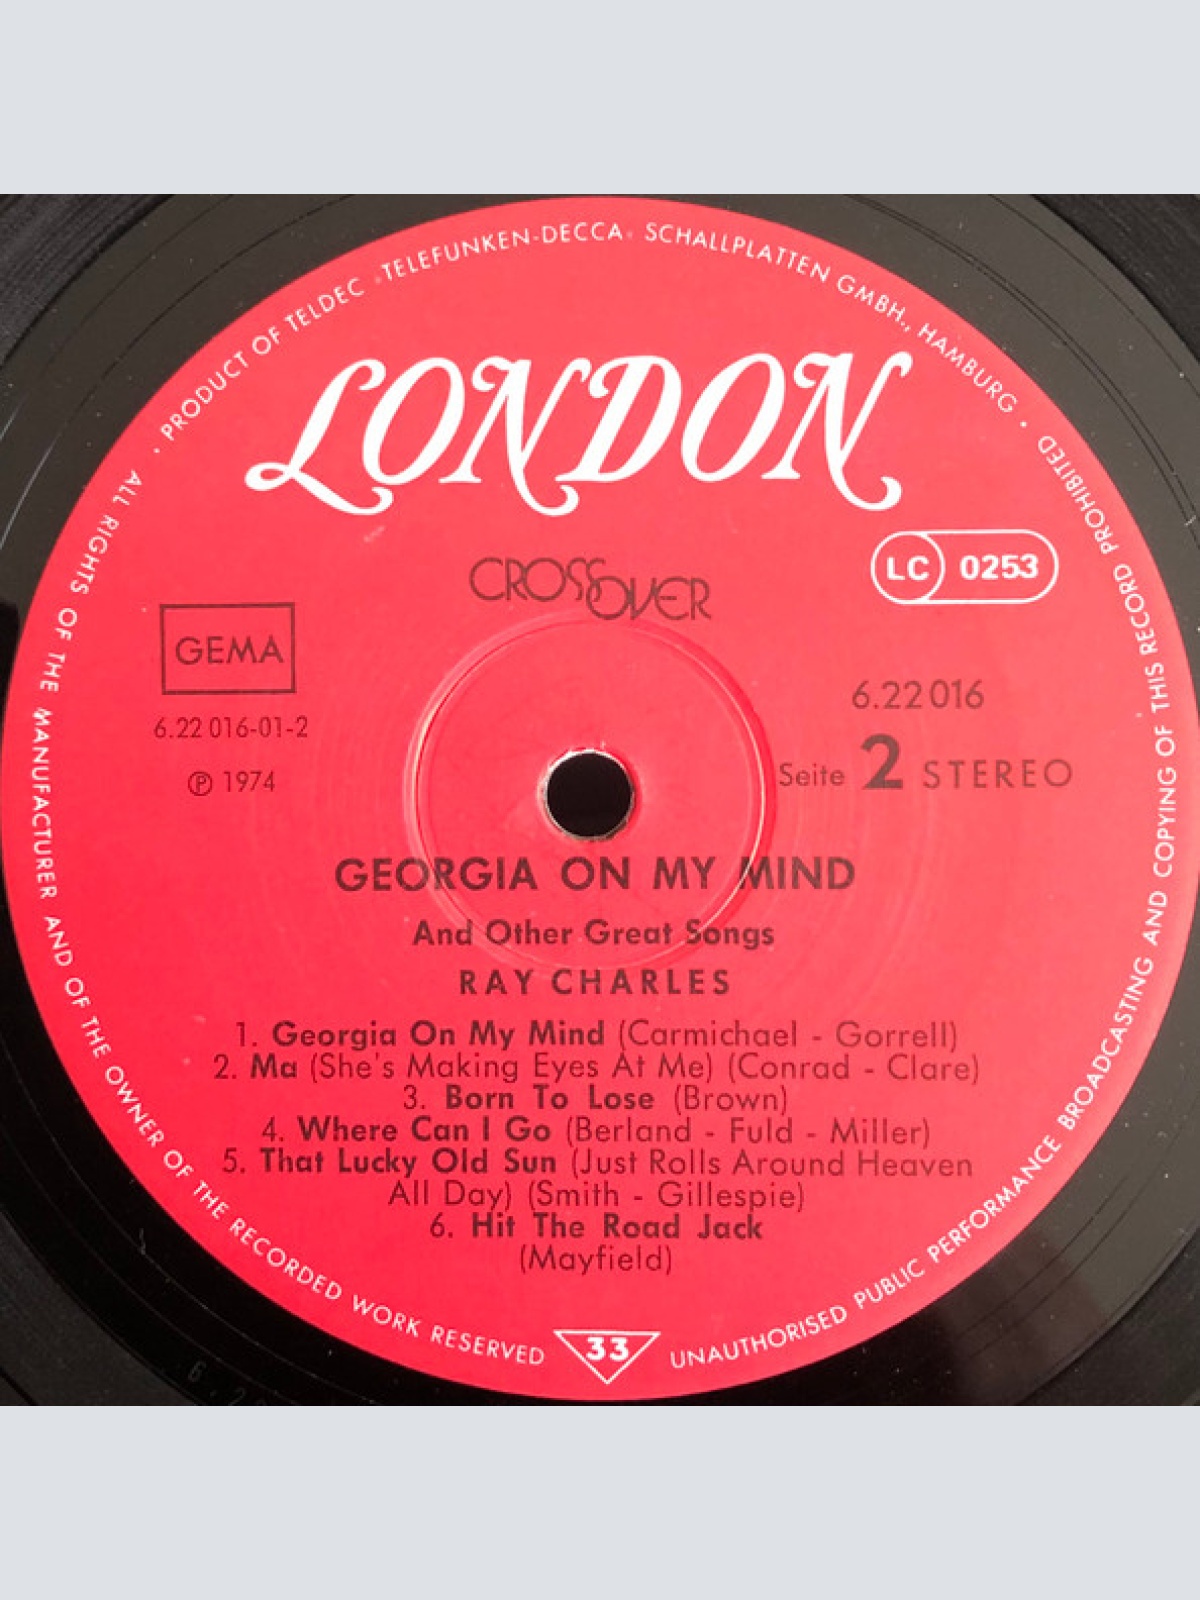 · PRODUCT OF TELDEC »TELEFUNKEN-DECCA« SCHALLPLATTEN GMBH., HAMBURG ·
LONDON
CROSSOVER
LC 0253
GEMA
6.22 016
6.22 016-01-2
Seite 2 STEREO
℗ 1974
GEORGIA ON MY MIND
And Other Great Songs
RAY CHARLES
1. Georgia On My Mind (Carmichael - Gorrell)
2. Ma (She's Making Eyes At Me) (Conrad - Clare)
3. Born To Lose (Brown)
4. Where Can I Go (Berland - Fuld - Miller)
5. That Lucky Old Sun (Just Rolls Around Heaven
All Day) (Smith - Gillespie)
6. Hit The Road Jack
(Mayfield)
33
ALL RIGHTS OF THE MANUFACTURER AND OF THE OWNER OF THE RECORDED WORK RESERVED
UNAUTHORISED PUBLIC PERFORMANCE BROADCASTING AND COPYING OF THIS RECORD PROHIBITED